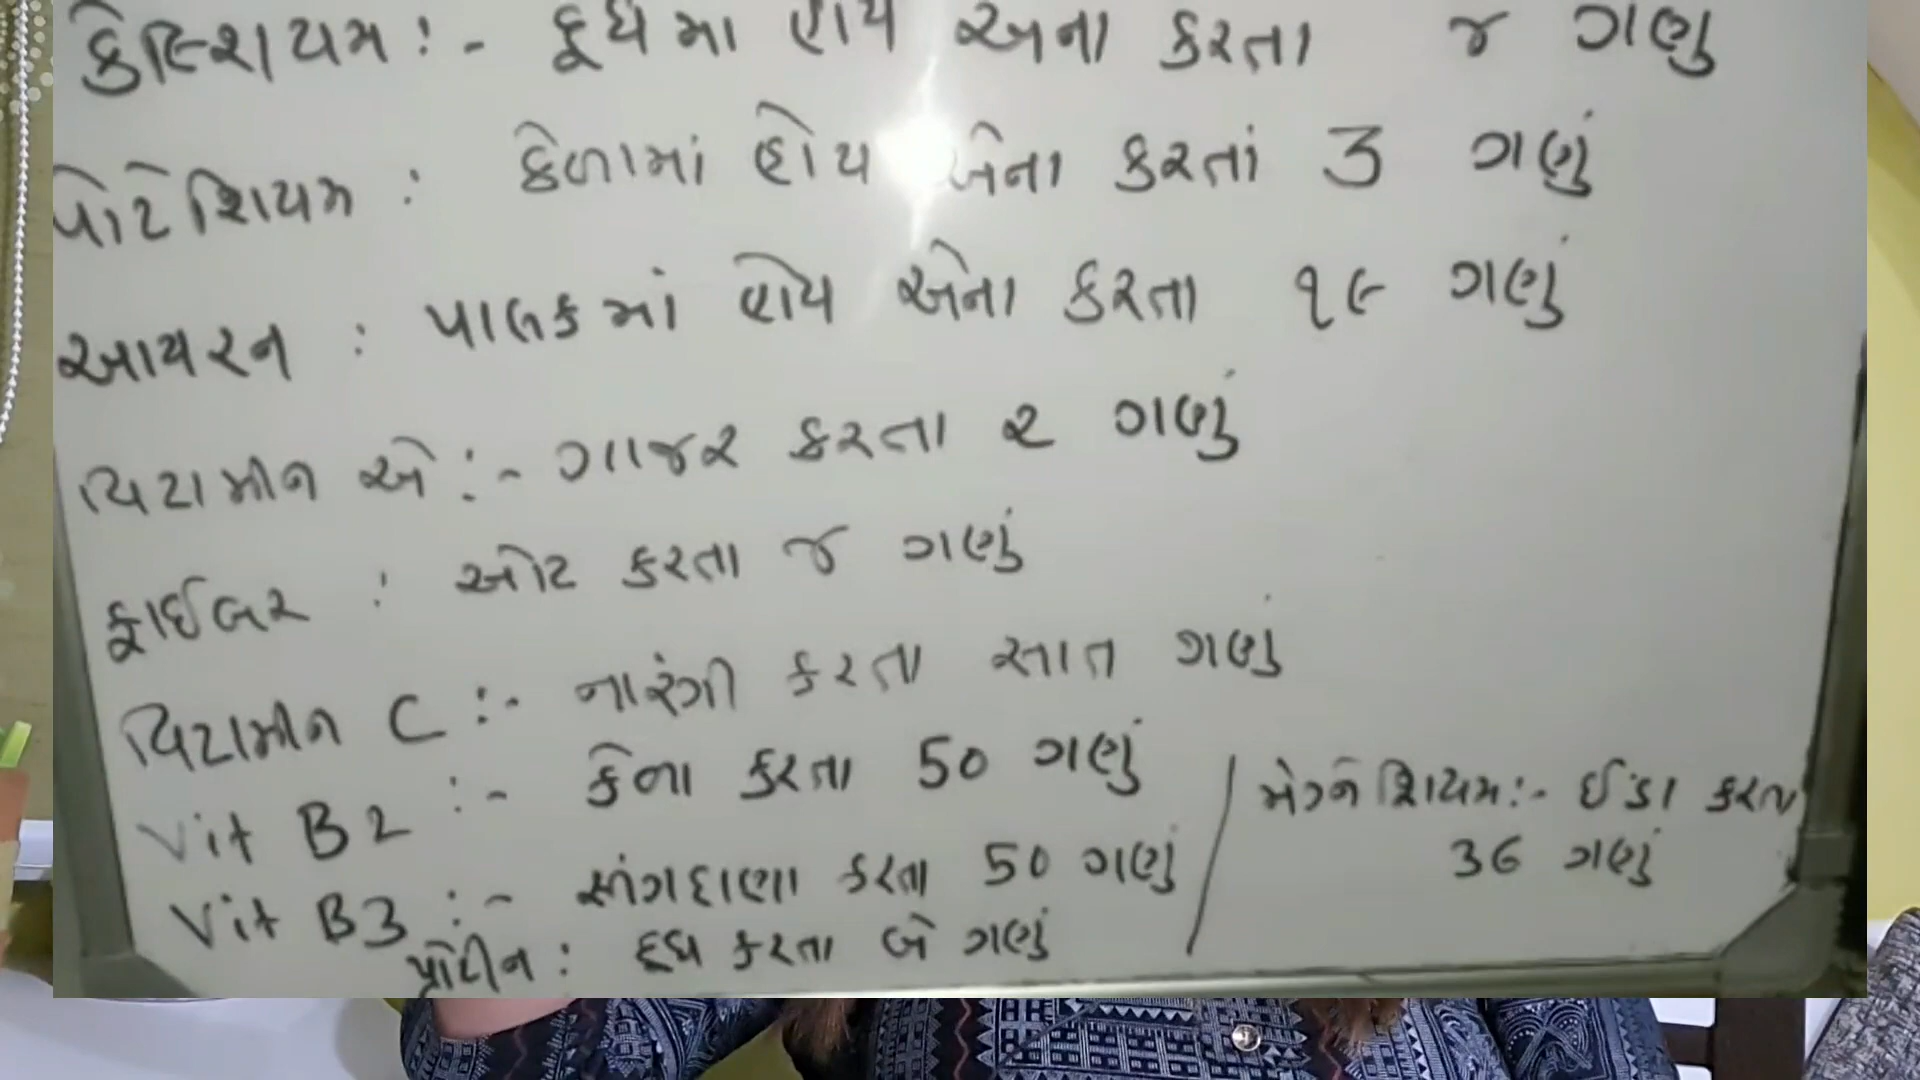 કેલ્શિયમ :- દૂધમા હોય એના કરતા ૪ ગણું
પોટેશિયમ : કેળામાં હોય એના કરતાં 3 ગણું
આયરન : પાલકમાં હોય એના કરતા ૧૯ ગણું
વિટામીન એ :- ગાજર કરતા ૨ ગણું
ફાઈબર : ઓટ કરતા ૪ ગણું
વિટામીન C :- નારંગી કરતા સાત ગણું
Vit B2 :- કેળા કરતા 50 ગણું
Vit B3 :- સીંગદાણા કરતા 50 ગણું
પ્રોટીન : દૂધ કરતા બે ગણું
મેગ્નેશિયમ :- ઈંડા કરતા
36 ગણું